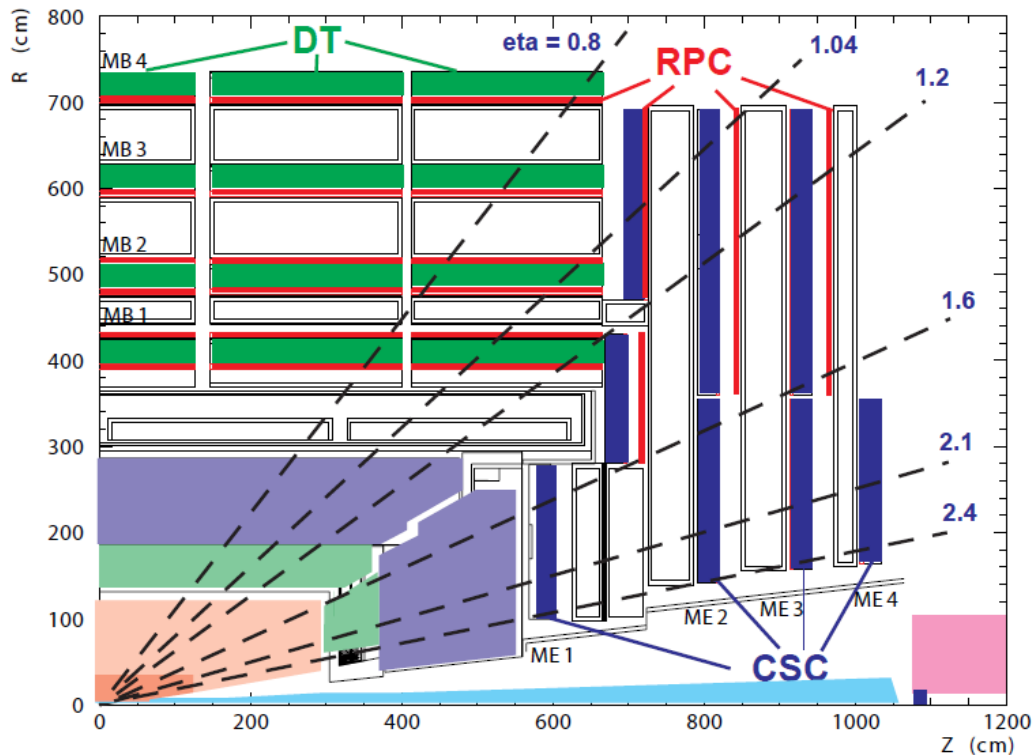 R (cm)
800
700
600
500
400
300
200
100
0
MB 4
MB 3
MB 2
MB 1
DT
eta = 0.8
RPC
1.04
1.2
1.6
2.1
2.4
ME 1
ME 2
ME 3
ME 4
CSC
0
200
400
600
800
1000
1200
Z (cm)